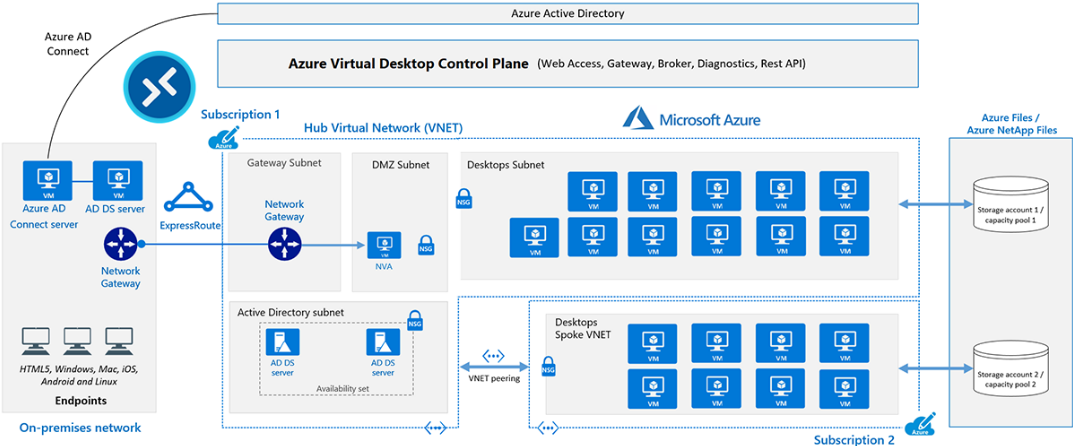 Azure Active Directory
Azure AD
Connect
Azure Virtual Desktop Control Plane (Web Access, Gateway, Broker, Diagnostics, Rest API)
Subscription 1
Azure
Hub Virtual Network (VNET)
Microsoft Azure
Azure Files /
Azure NetApp Files
Gateway Subnet
DMZ Subnet
Desktops Subnet
VM
VM
Azure AD
Connect server
AD DS server
ExpressRoute
Network
Gateway
Network
Gateway
VM
NVA
NSG
NSG
VM
VM
VM
VM
VM
VM
VM
VM
VM
VM
VM
Storage account 1 /
capacity pool 1
Active Directory subnet
NSG
AD DS
server
AD DS
server
Availability set
VNET peering
NSG
Desktops
Spoke VNET
VM
VM
VM
VM
VM
VM
VM
VM
Storage account 2 /
capacity pool 2
HTML5, Windows, Mac, iOS,
Android and Linux
Endpoints
On-premises network
Azure
Subscription 2